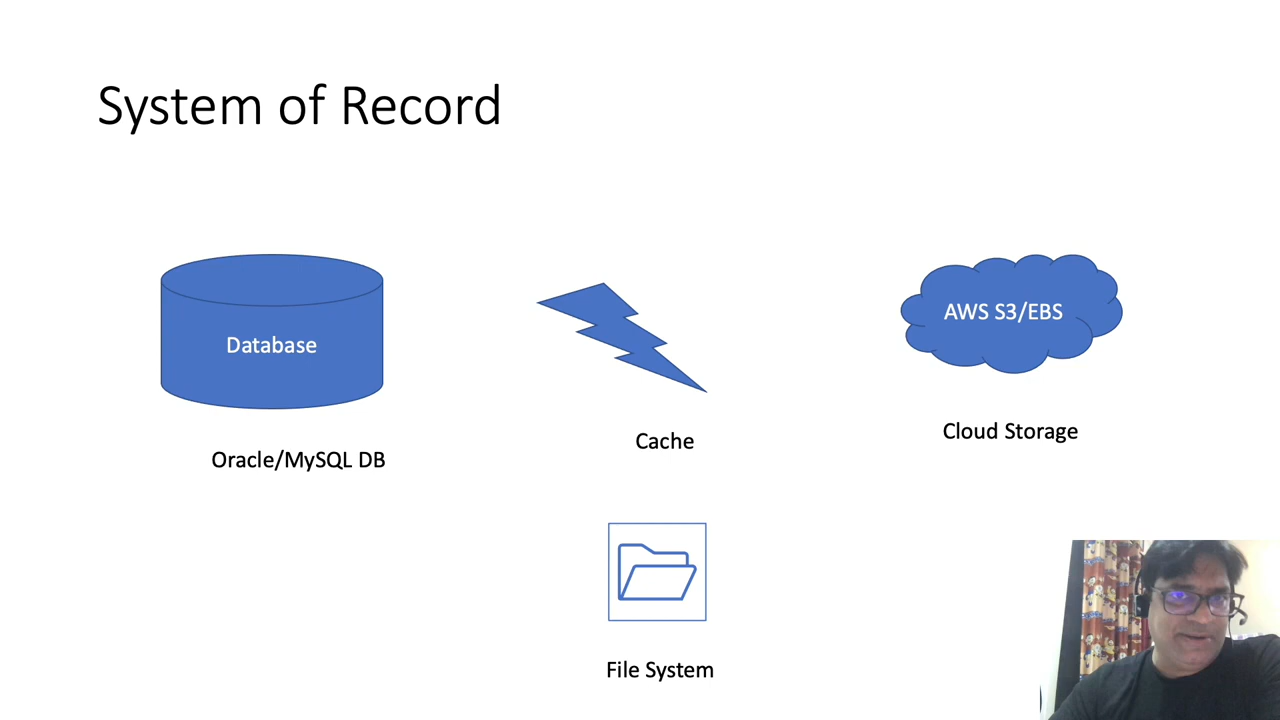 System of Record
Database
AWS S3/EBS
Oracle/MySQL DB
Cache
Cloud Storage
File System